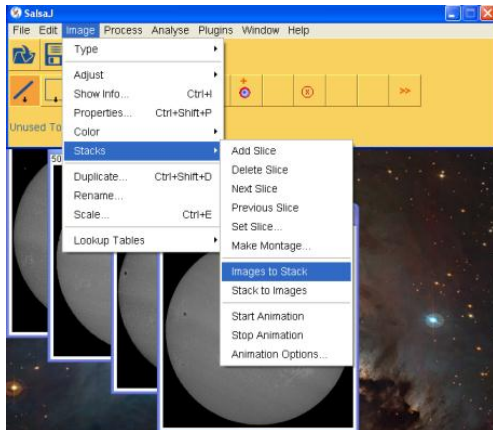 SalsaJ
File Edit Image Process Analyse Plugins Window Help
Type
Adjust
Show Info... Ctrl+I
Properties... Ctrl+Shift+P
Color
Stacks
Duplicate... Ctrl+Shift+D
Rename...
Scale... Ctrl+E
Lookup Tables
>>
Unused To
50
Add Slice
Delete Slice
Next Slice
Previous Slice
Set Slice...
Make Montage...
Images to Stack
Stack to Images
Start Animation
Stop Animation
Animation Options...